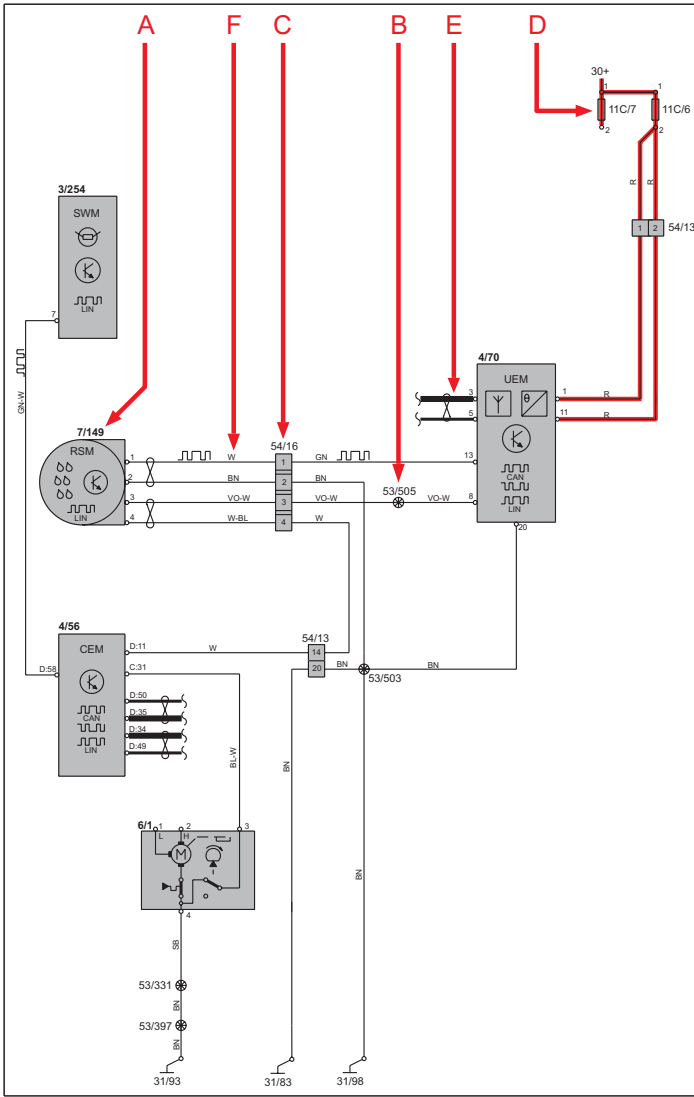 A F C B E D
30+
1 1
11C/7 11C/6
2 2
3/254
SWM
R R
1 2 54/13
LIN
7
GN-W
4/70
UEM
3 1 R
θ
5 11 R
7/149
RSM
54/16
1 W 1 GN 13
2 BN 2 BN
CAN
53/505
3 VO-W 3 VO-W VO-W 8
LIN
4 W-BL 4 W
20
4/56
CEM
D:11 W
54/13
14
D:58
C:31
20 BN BN
53/503
D:50
CAN
D:35
D:34
LIN
D:49
BL-W
BN
6/1
1 2 3
L H
M
BN
4
SB
53/331
BN
53/397
BN
31/93 31/83 31/98